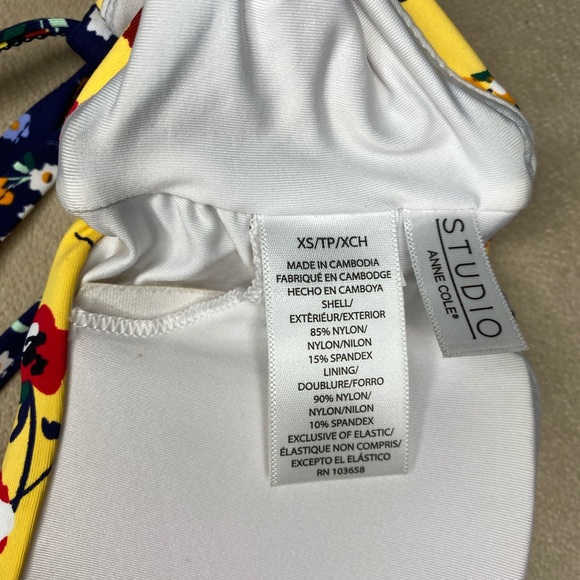 XS/TP/XCH
MADE IN CAMBODIA
FABRIQUÉ EN CAMBODGE
HECHO EN CAMBOYA
SHELL/
EXTÉRIEUR/EXTERIOR
85% NYLON/
NYLON/NILON
15% SPANDEX
LINING/
DOUBLURE/FORRO
90% NYLON/
NYLON/NILON
10% SPANDEX
EXCLUSIVE OF ELASTIC/
ÉLASTIQUE NON COMPRIS/
EXCEPTO EL ELÁSTICO
RN 103658
STUDIO
ANNE COLE®